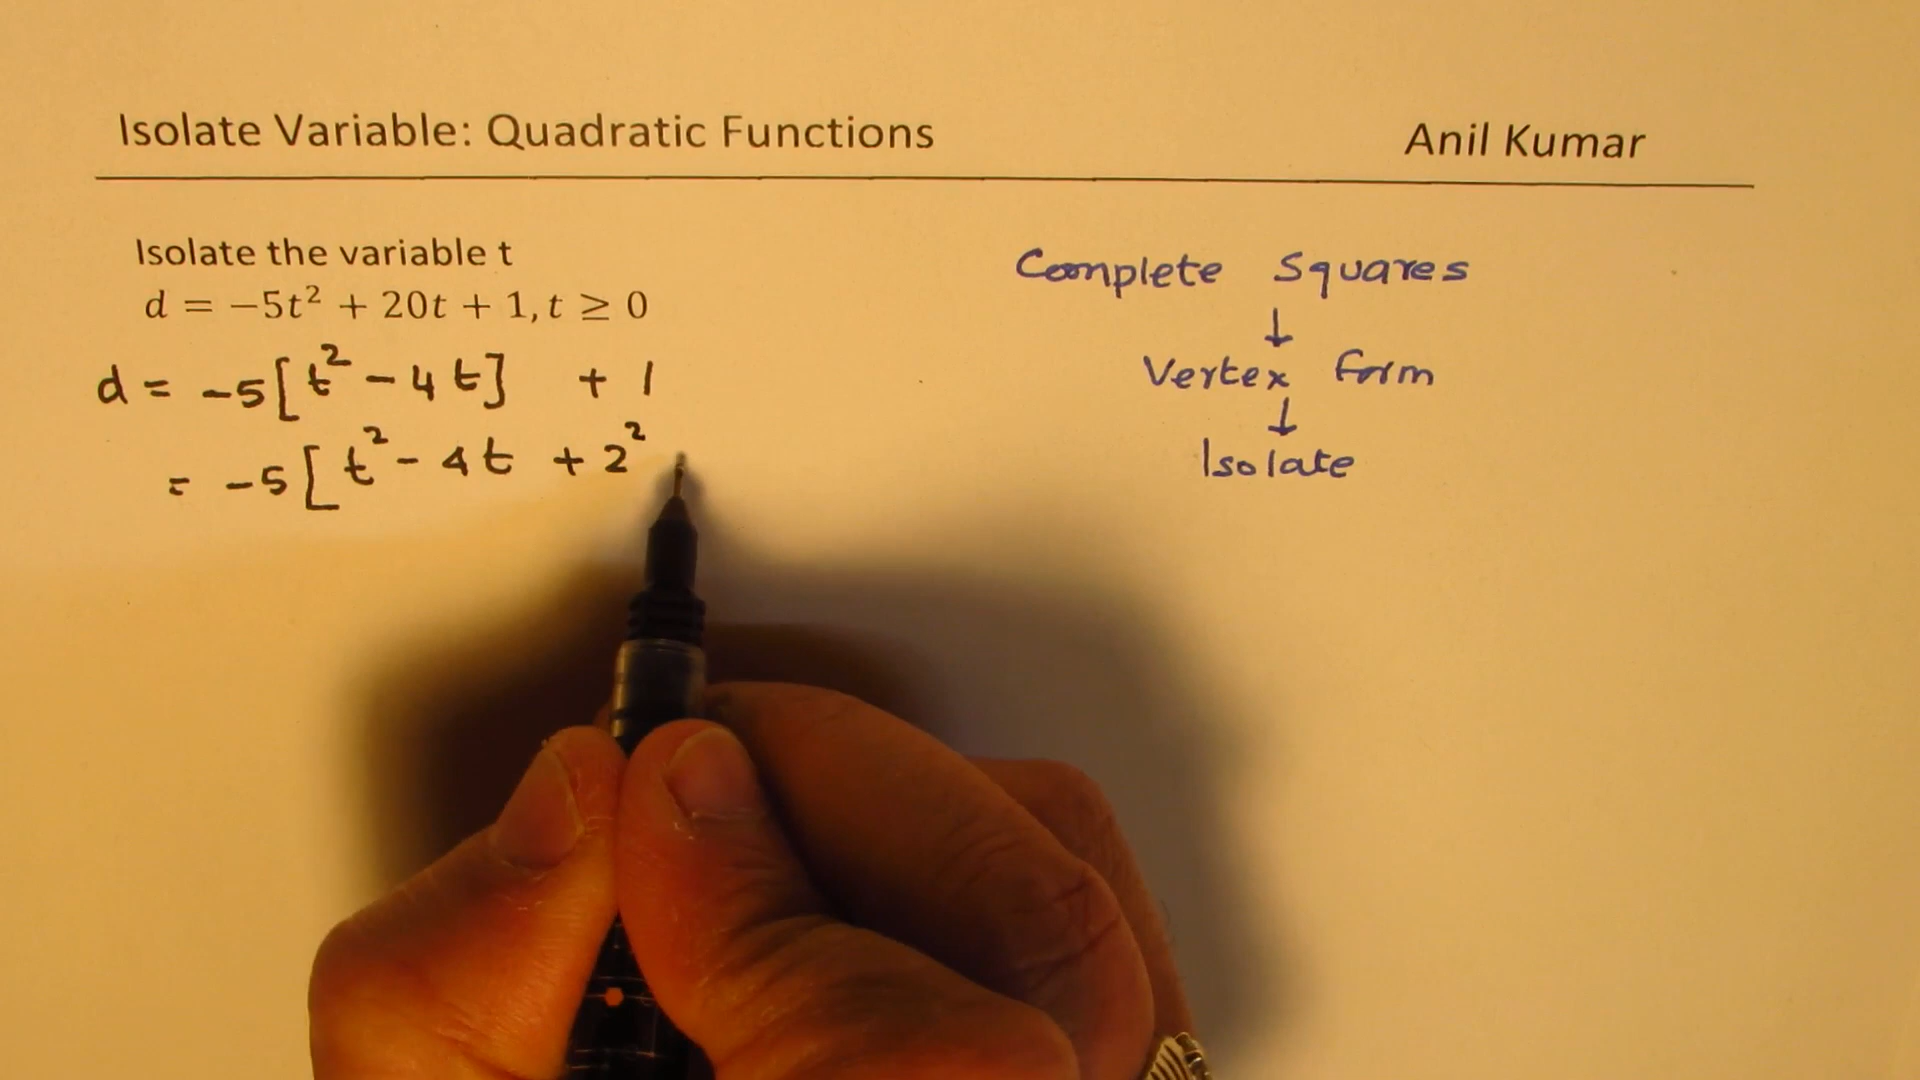 Isolate Variable: Quadratic Functions
Anil Kumar
Isolate the variable t
d = −5t² + 20t + 1, t ≥ 0
d = -5[t² - 4t] + 1
= -5[t² - 4t + 2²
Complete Squares
↓
Vertex form
↓
Isolate